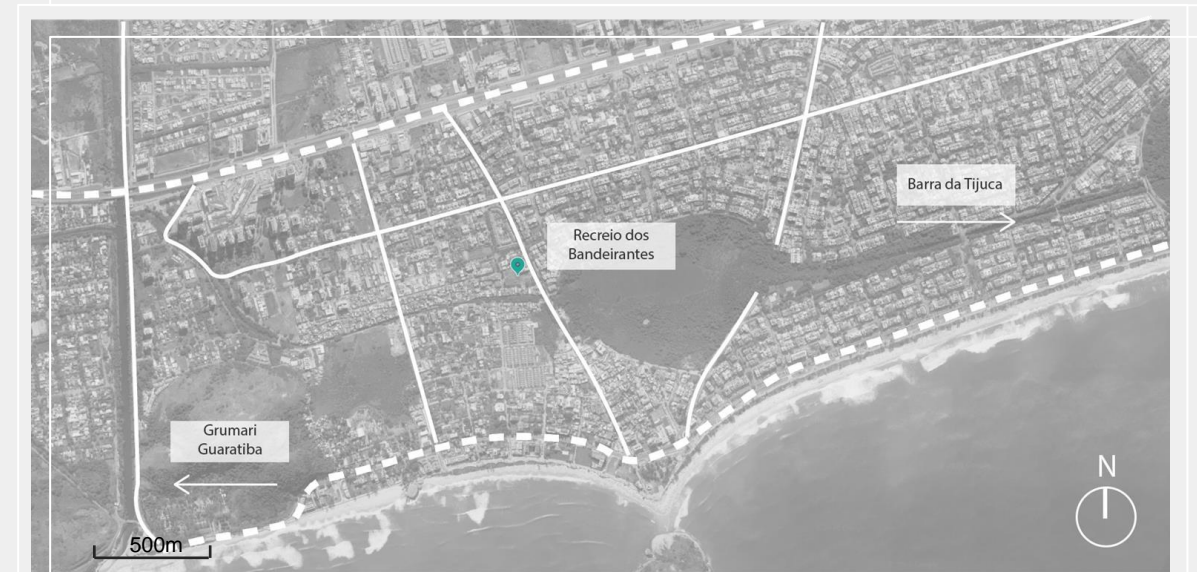 Barra da Tijuca
Recreio dos
Bandeirantes
Grumari
Guaratiba
N
500m